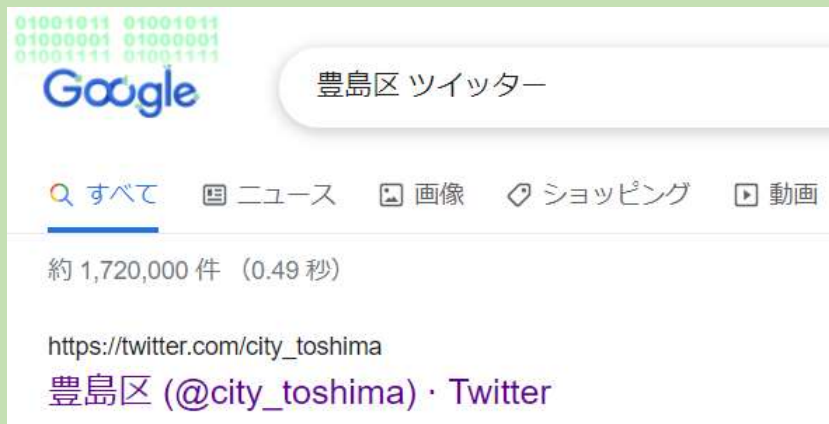 01001011 01001011
01000001 01000001
01001111 01001111
Google
豊島区 ツイッター
すべて ニュース 画像 ショッピング 動画
約 1,720,000 件 （0.49 秒）
https://twitter.com/city_toshima
豊島区 (@city_toshima) · Twitter